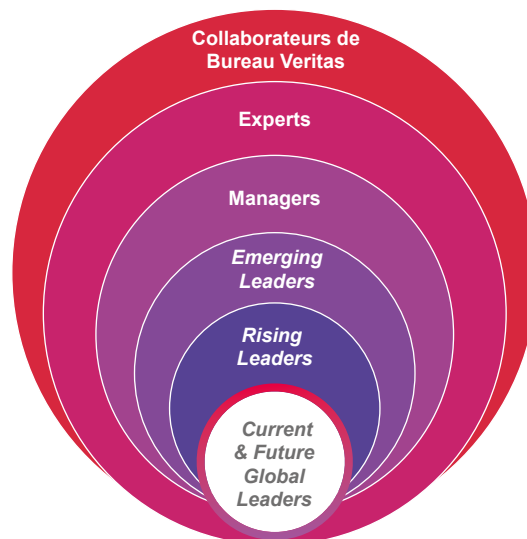 Collaborateurs de
Bureau Veritas
Experts
Managers
Emerging
Leaders
Rising
Leaders
Current
& Future
Global
Leaders